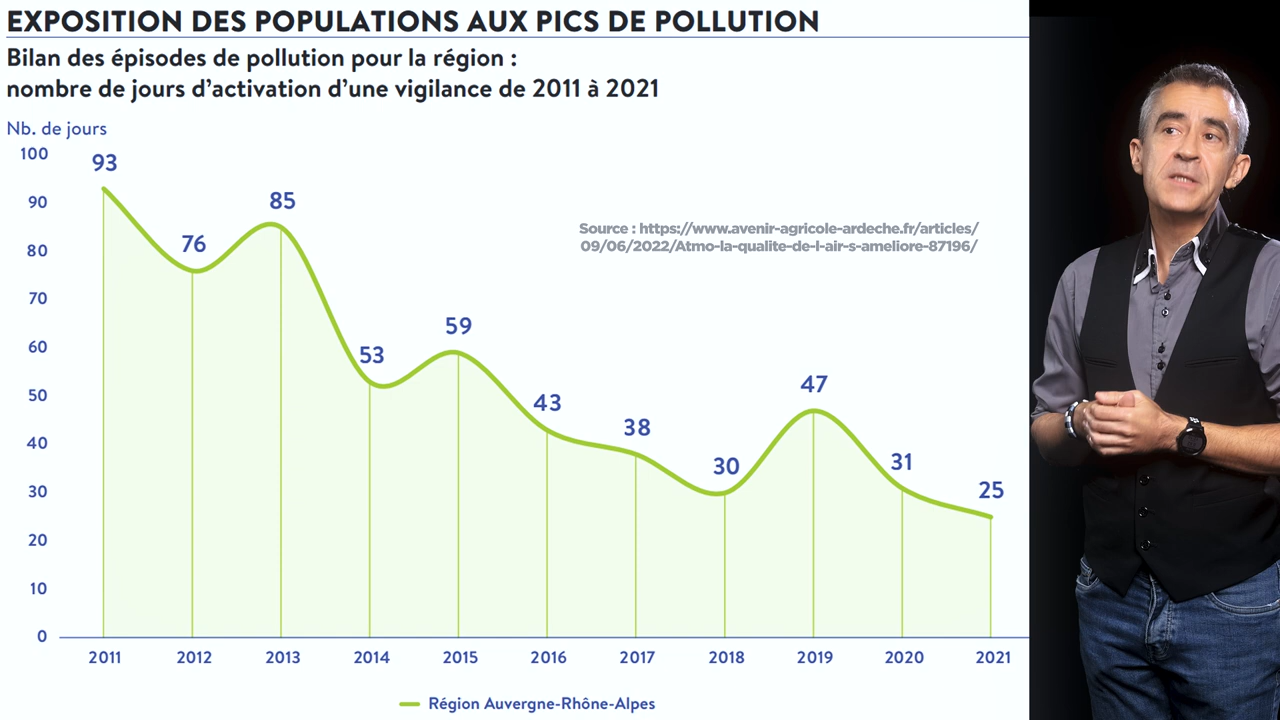 EXPOSITION DES POPULATIONS AUX PICS DE POLLUTION
Bilan des épisodes de pollution pour la région :
nombre de jours d’activation d’une vigilance de 2011 à 2021
Nb. de jours
100
90
80
70
60
50
40
30
20
10
0
93
76
85
53
59
43
38
30
47
31
25
Source : https://www.avenir-agricole-ardeche.fr/articles/
09/06/2022/Atmo-la-qualite-de-l-air-s-ameliore-87196/
2011 2012 2013 2014 2015 2016 2017 2018 2019 2020 2021
Région Auvergne-Rhône-Alpes